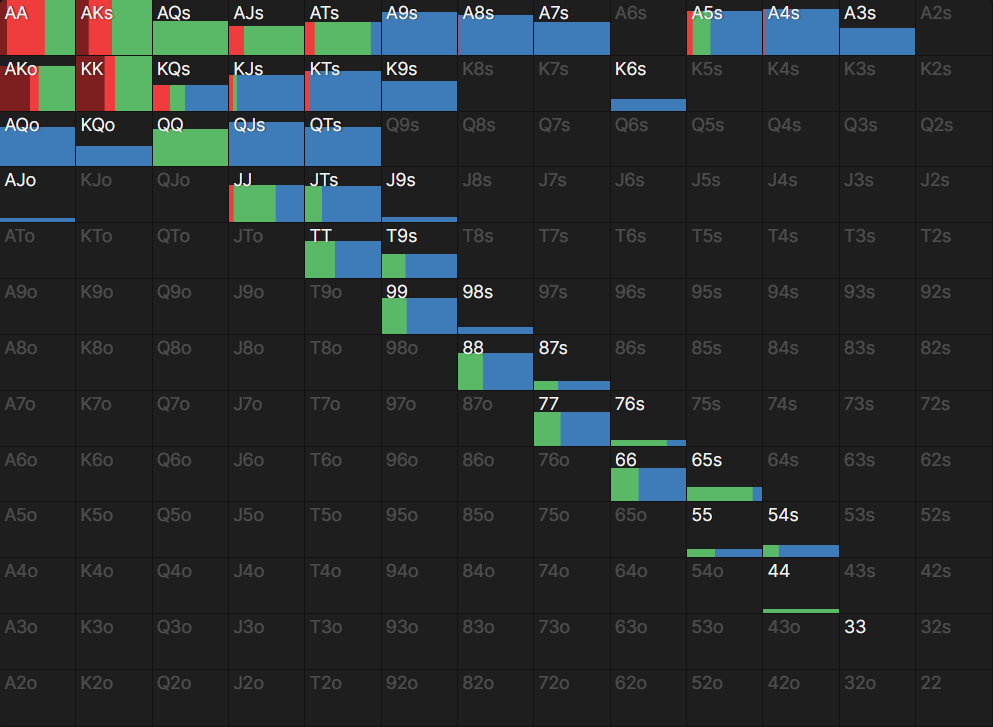 AA AKs AQs AJs ATs A9s A8s A7s A6s A5s A4s A3s A2s
AKo KK KQs KJs KTs K9s K8s K7s K6s K5s K4s K3s K2s
AQo KQo QQ QJs QTs Q9s Q8s Q7s Q6s Q5s Q4s Q3s Q2s
AJo KJo QJo JJ JTs J9s J8s J7s J6s J5s J4s J3s J2s
ATo KTo QTo JTo TT T9s T8s T7s T6s T5s T4s T3s T2s
A9o K9o Q9o J9o T9o 99 98s 97s 96s 95s 94s 93s 92s
A8o K8o Q8o J8o T8o 98o 88 87s 86s 85s 84s 83s 82s
A7o K7o Q7o J7o T7o 97o 87o 77 76s 75s 74s 73s 72s
A6o K6o Q6o J6o T6o 96o 86o 76o 66 65s 64s 63s 62s
A5o K5o Q5o J5o T5o 95o 85o 75o 65o 55 54s 53s 52s
A4o K4o Q4o J4o T4o 94o 84o 74o 64o 54o 44 43s 42s
A3o K3o Q3o J3o T3o 93o 83o 73o 63o 53o 43o 33 32s
A2o K2o Q2o J2o T2o 92o 82o 72o 62o 52o 42o 32o 22